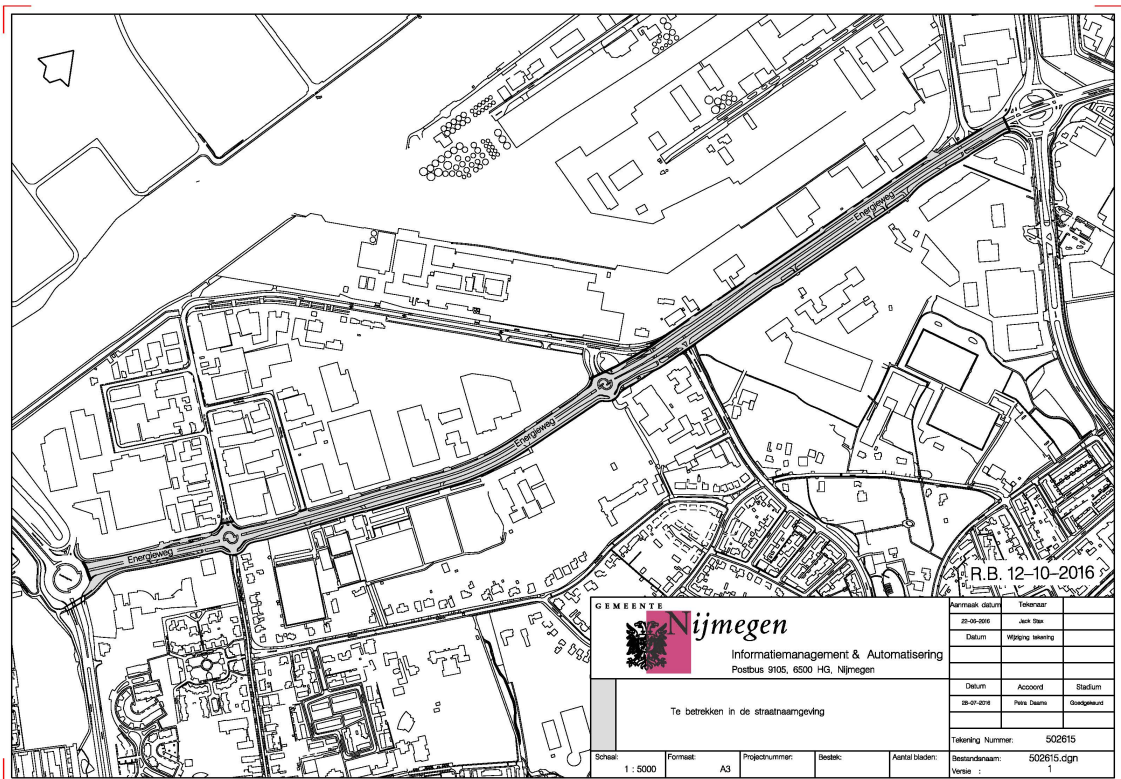 Energieweg
Energieweg
Energieweg
R.B. 12-10-2016
GEMEENTE
Nijmegen
Informatiemanagement & Automatisering
Postbus 9105, 6500 HG, Nijmegen
Te betrekken in de straatnaamgeving
Schaal: 1 : 5000
Formaat: A3
Projectnummer:
Bestek:
Aantal bladen:
Aanmaak datum Tekenaar
22-06-2016 Jack Stax
Datum Wijziging tekening
Datum Accoord Stadium
28-07-2016 Petra Daams Goedgekeurd
Tekening Nummer: 502615
Bestandsnaam: 502615.dgn
Versie : 1